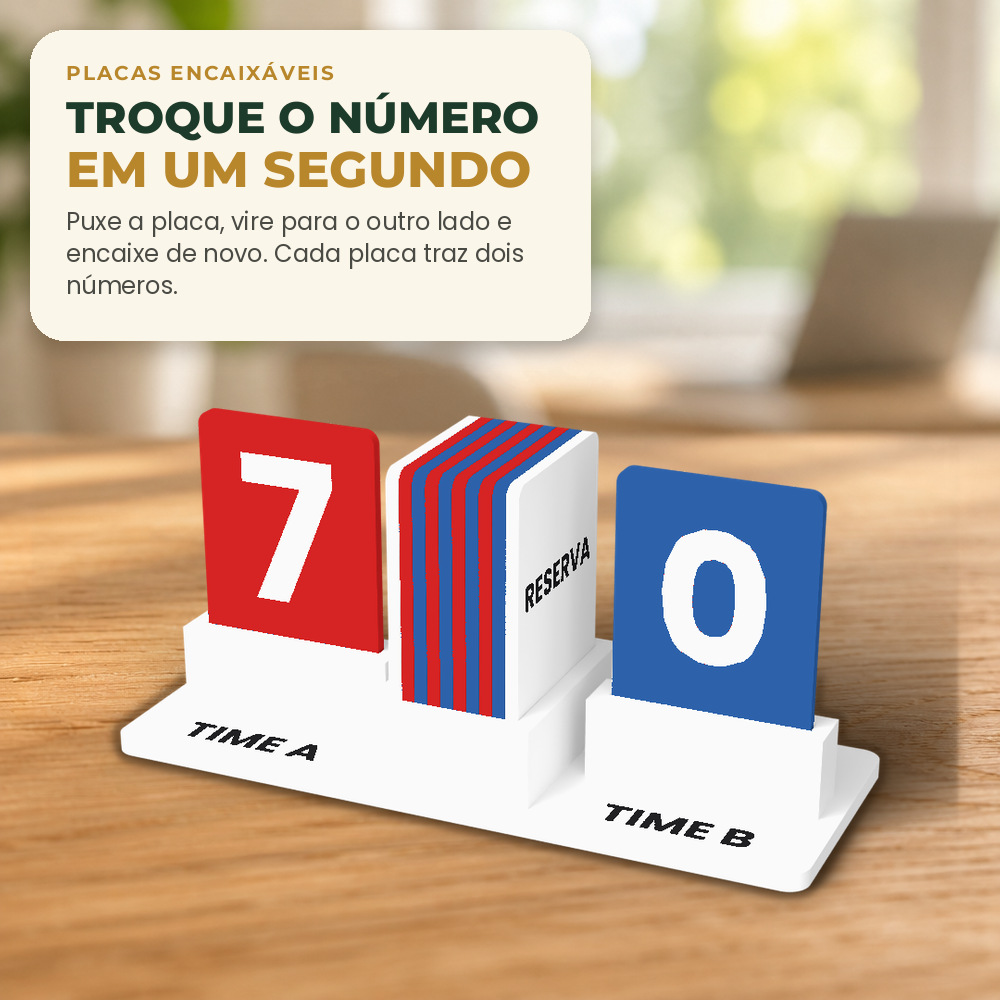 PLACAS ENCAIXÁVEIS
TROQUE O NÚMERO
EM UM SEGUNDO
Puxe a placa, vire para o outro lado e
encaixe de novo. Cada placa traz dois
números.
7
RESERVA
0
TIME A
TIME B